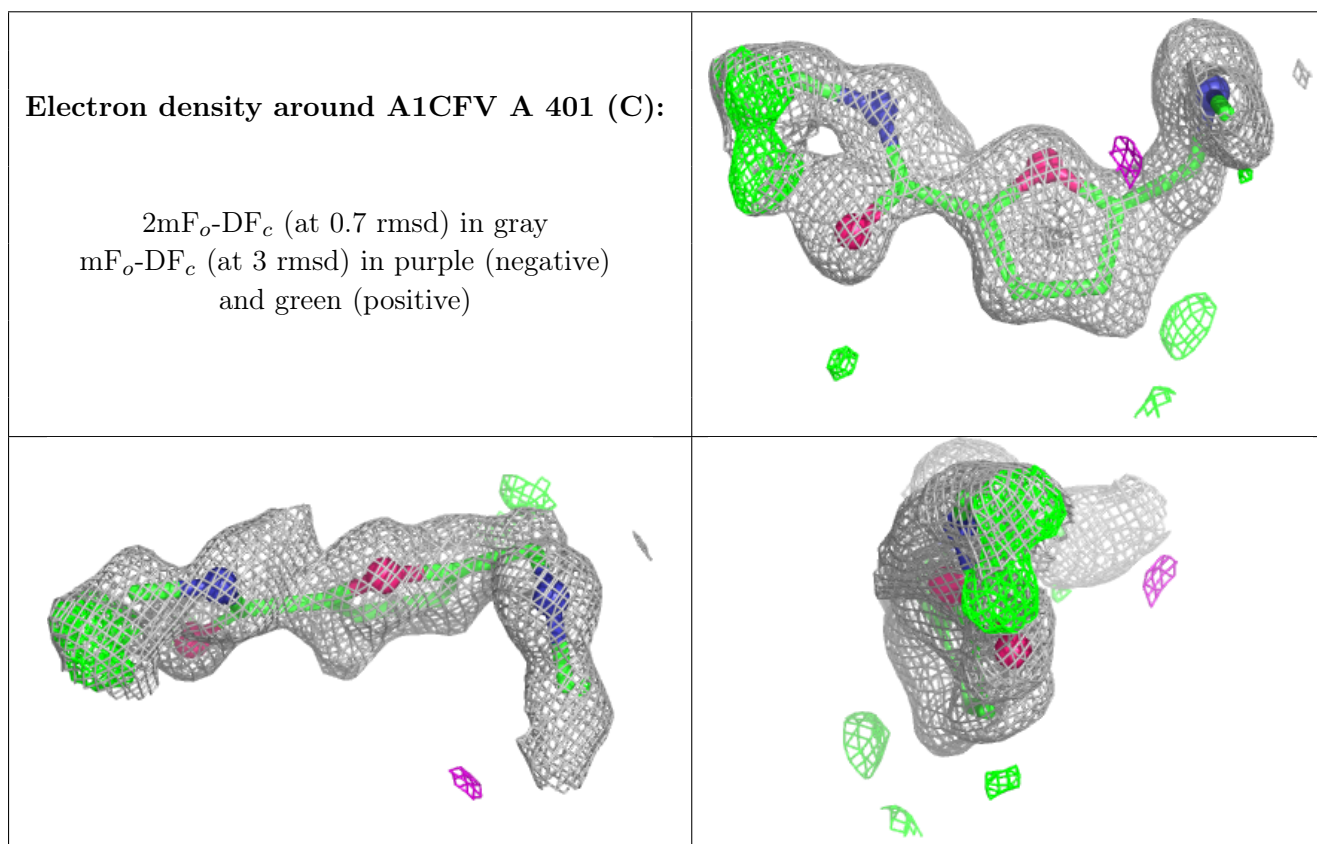 Electron density around A1CFV A 401 (C):
2mFₒ-DF𝑐 (at 0.7 rmsd) in gray
mFₒ-DF𝑐 (at 3 rmsd) in purple (negative)
and green (positive)